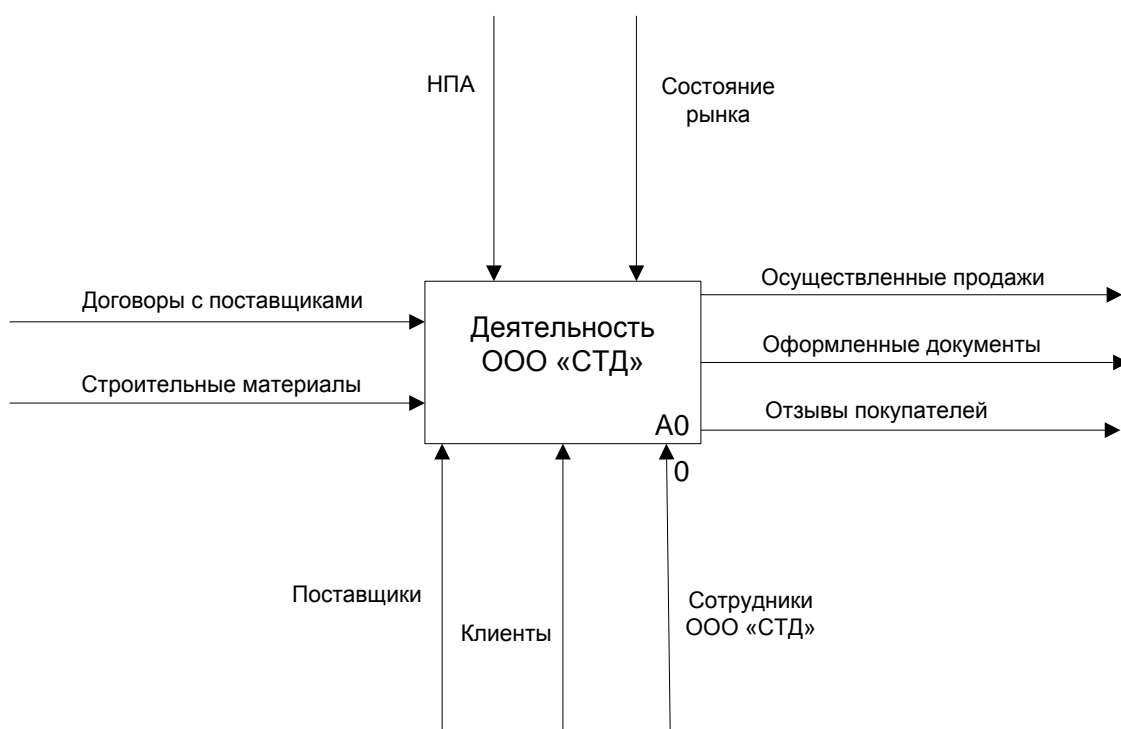 НПА
Состояние
рынка
Договоры с поставщиками
Строительные материалы
Деятельность
ООО «СТД»
А0
0
Осуществленные продажи
Оформленные документы
Отзывы покупателей
Поставщики
Клиенты
Сотрудники
ООО «СТД»